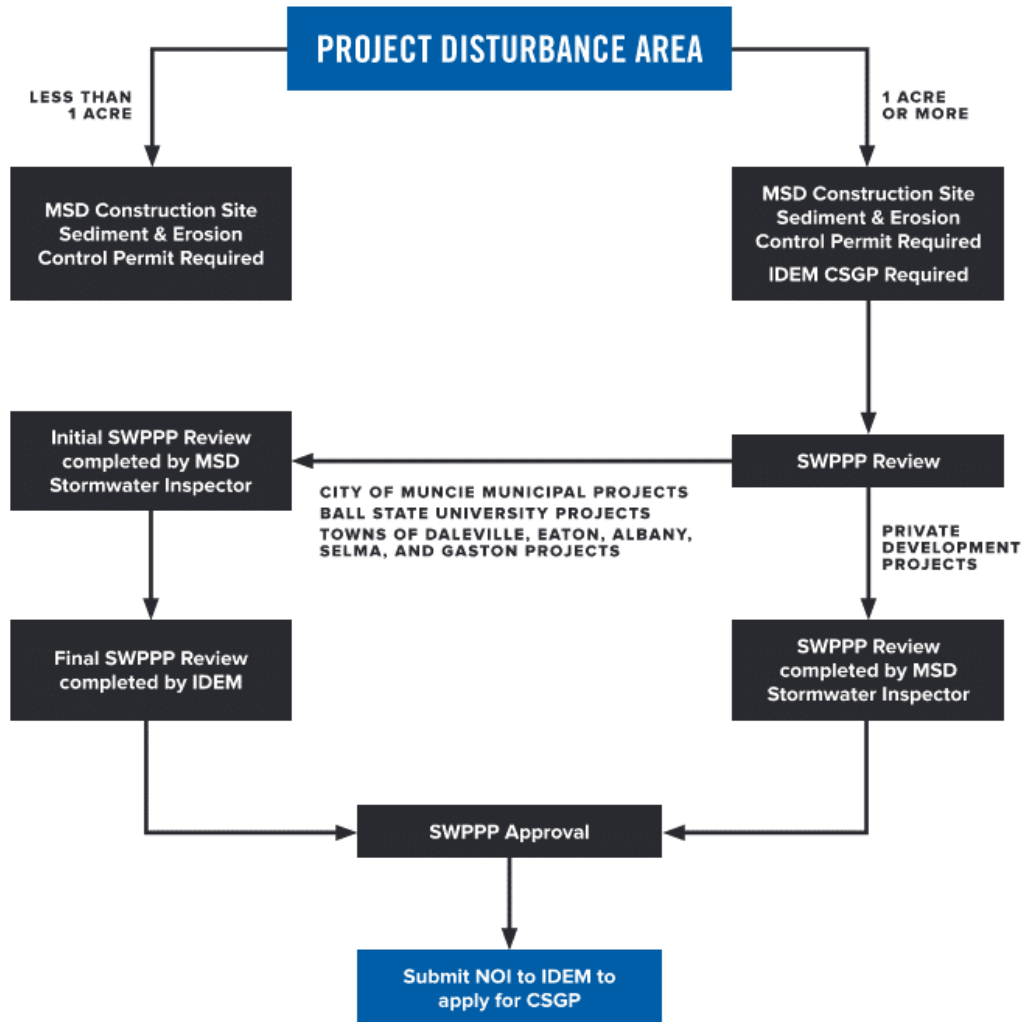 PROJECT DISTURBANCE AREA
LESS THAN
1 ACRE
1 ACRE
OR MORE
MSD Construction Site
Sediment & Erosion
Control Permit Required
MSD Construction Site
Sediment & Erosion
Control Permit Required
IDEM CSGP Required
Initial SWPPP Review
completed by MSD
Stormwater Inspector
SWPPP Review
CITY OF MUNCIE MUNICIPAL PROJECTS
BALL STATE UNIVERSITY PROJECTS
TOWNS OF DALEVILLE, EATON, ALBANY,
SELMA, AND GASTON PROJECTS
PRIVATE
DEVELOPMENT
PROJECTS
Final SWPPP Review
completed by IDEM
SWPPP Review
completed by MSD
Stormwater Inspector
SWPPP Approval
Submit NOI to IDEM to
apply for CSGP